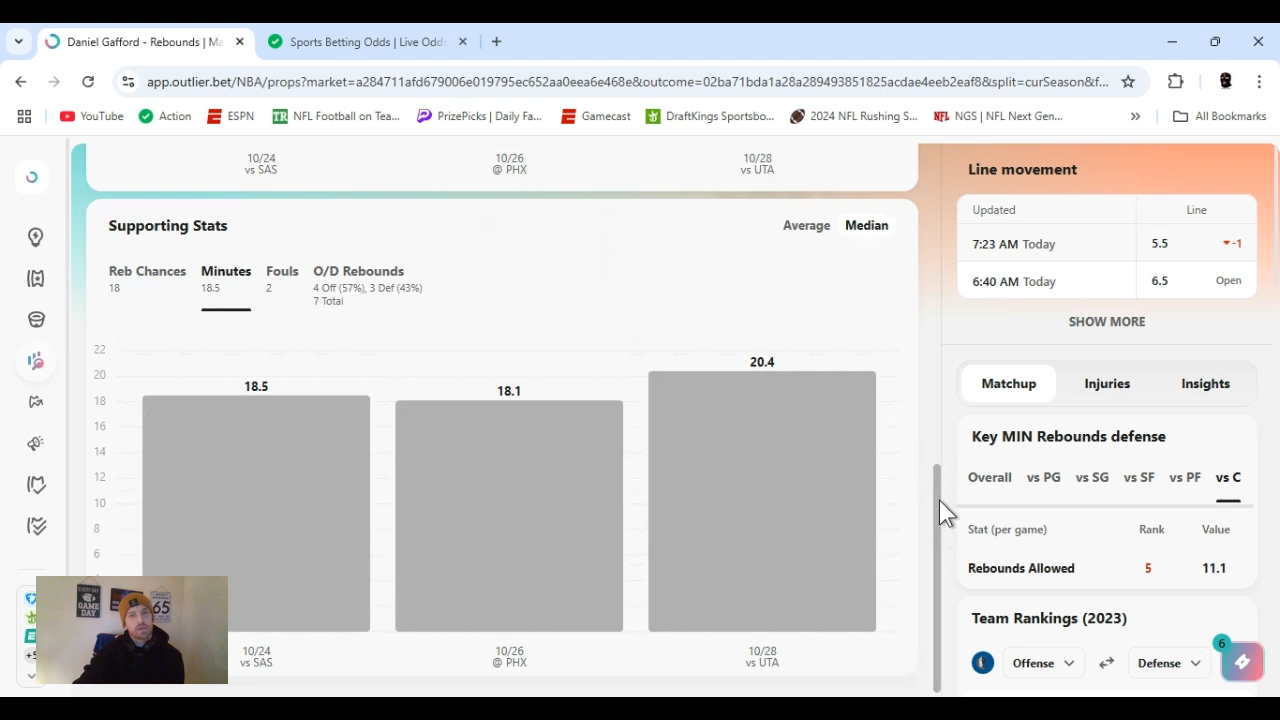 Daniel Gafford - Rebounds | Ma
Sports Betting Odds | Live Odd
app.outlier.bet/NBA/props?market=a284711afd679006e019795ec652aa0eea6e468e&outcome=02ba71bda1a28a289493851825acdae4eeb2eaf8&split=curSeason&f...
YouTube Action ESPN NFL Football on Tea... PrizePicks | Daily Fa... Gamecast DraftKings Sportsbo... 2024 NFL Rushing S... NFL NGS | NFL Next Gen... » All Bookmarks
10/24 10/26 10/28
vs SAS @ PHX vs UTA
Supporting Stats Average Median
Reb Chances Minutes Fouls O/D Rebounds
18 18.5 2 4 Off (57%), 3 Def (43%)
7 Total
22
20
18
16
14
12
10
8
6
18.5 18.1 20.4
10/24 10/26 10/28
vs SAS @ PHX vs UTA
Line movement
Updated Line
7:23 AM Today 5.5 -1
6:40 AM Today 6.5 Open
SHOW MORE
Matchup Injuries Insights
Key MIN Rebounds defense
Overall vs PG vs SG vs SF vs PF vs C
Stat (per game) Rank Value
Rebounds Allowed 5 11.1
Team Rankings (2023)
Offense Defense
6
EVERY DAY
GAME
DAY
65